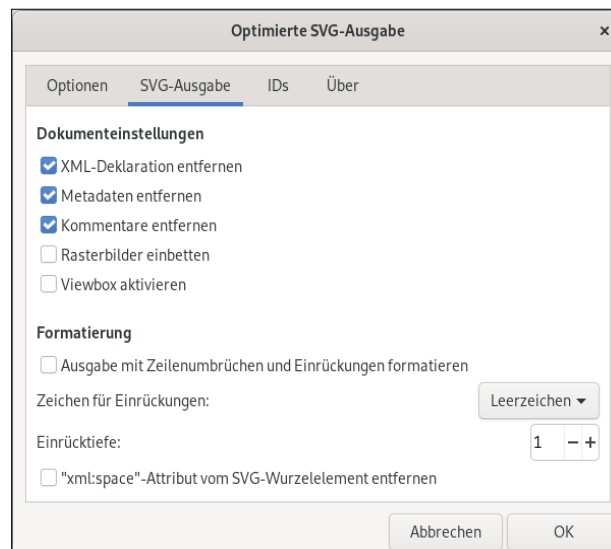 Optimierte SVG-Ausgabe
Optionen SVG-Ausgabe IDs Über
Dokumenteinstellungen
XML-Deklaration entfernen
Metadaten entfernen
Kommentare entfernen
Rasterbilder einbetten
Viewbox aktivieren
Formatierung
Ausgabe mit Zeilenumbrüchen und Einrückungen formatieren
Zeichen für Einrückungen: Leerzeichen
Einrücktiefe: 1
"xml:space"-Attribut vom SVG-Wurzelelement entfernen
Abbrechen OK